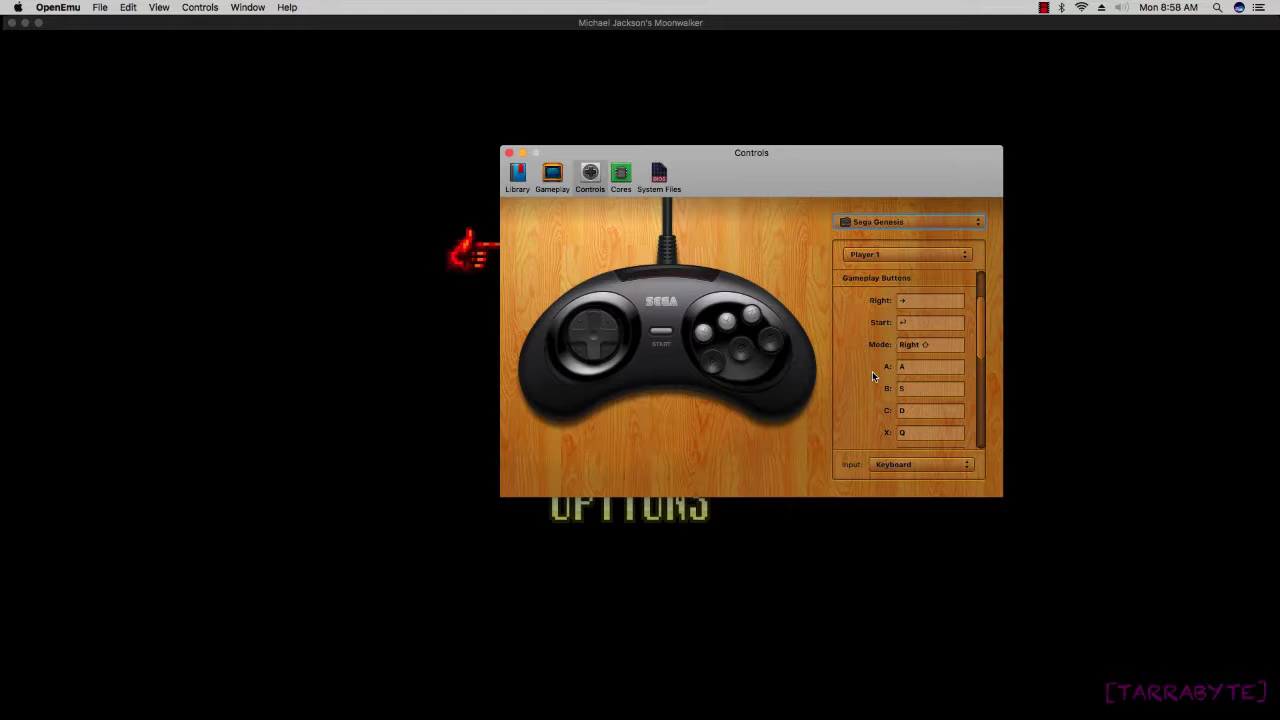 OpenEmu File Edit View Controls Window Help Mon 8:58 AM
Michael Jackson's Moonwalker
Controls
Library Gameplay Controls Cores System Files
BIOS
Sega Genesis
Player 1
Gameplay Buttons
Right: →
Start: ⏎
Mode: Right ⇧
A: A
B: S
C: D
X: Q
Input: Keyboard
SEGA
START
OPTIONS
[TARRABYTE]